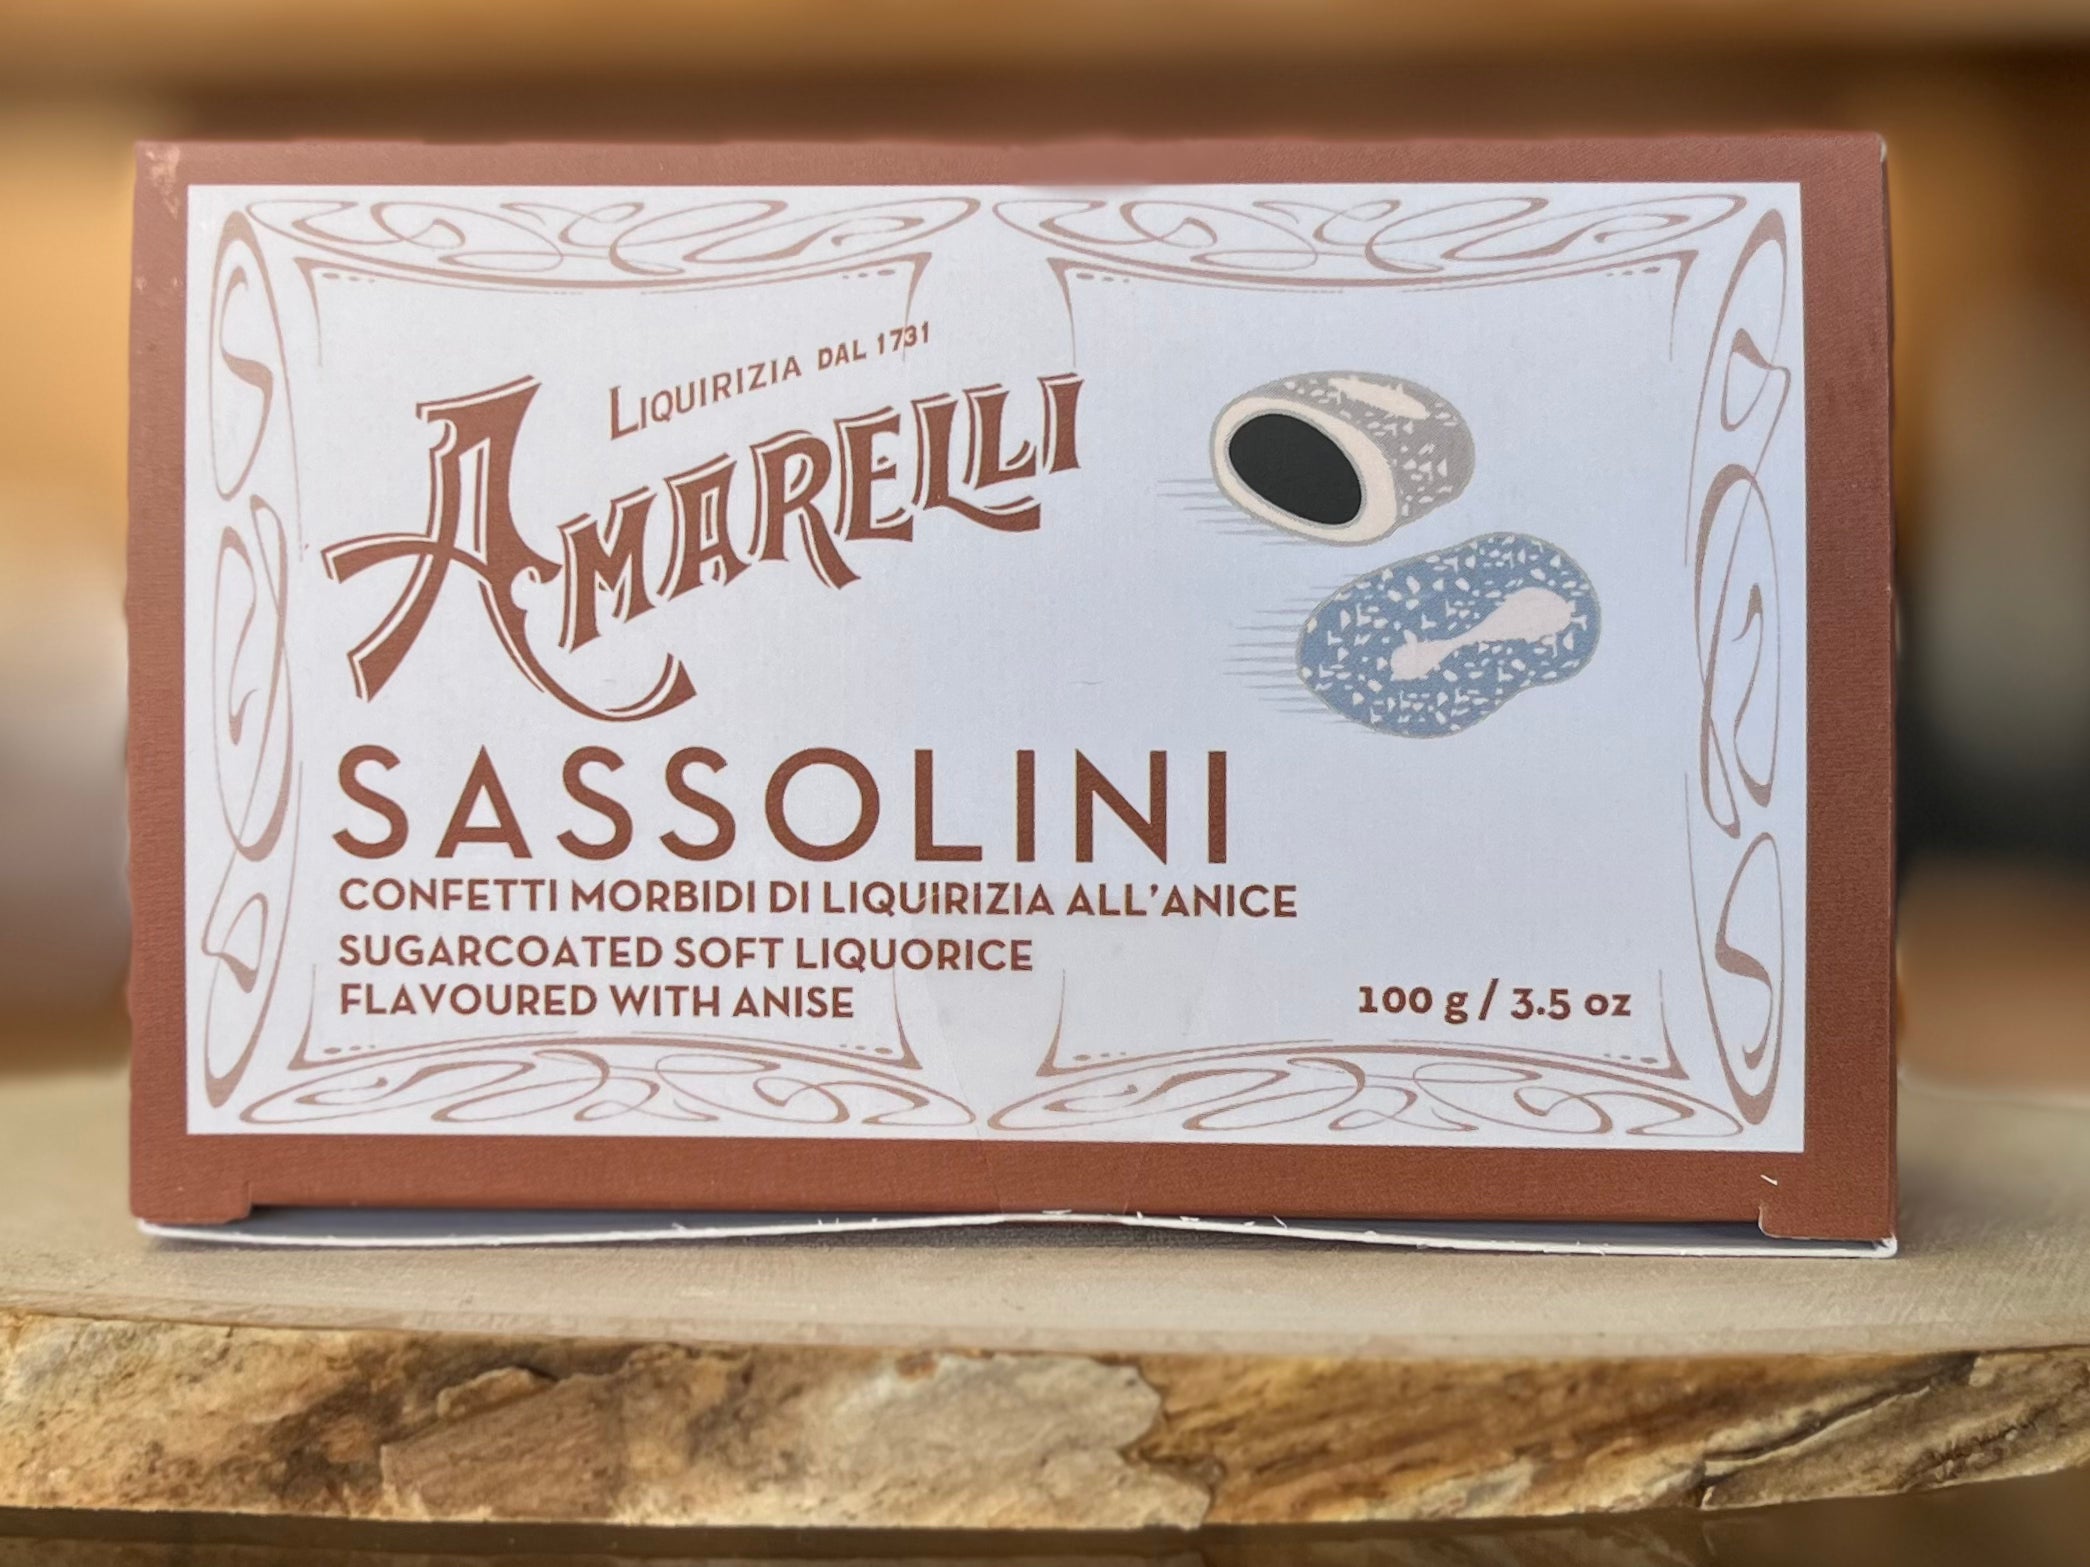 LIQUIRIZIA DAL 1731
AMARELLI
SASSOLINI
CONFETTI MORBIDI DI LIQUIRIZIA ALL'ANICE
SUGARCOATED SOFT LIQUORICE
FLAVOURED WITH ANISE
100 g / 3.5 oz